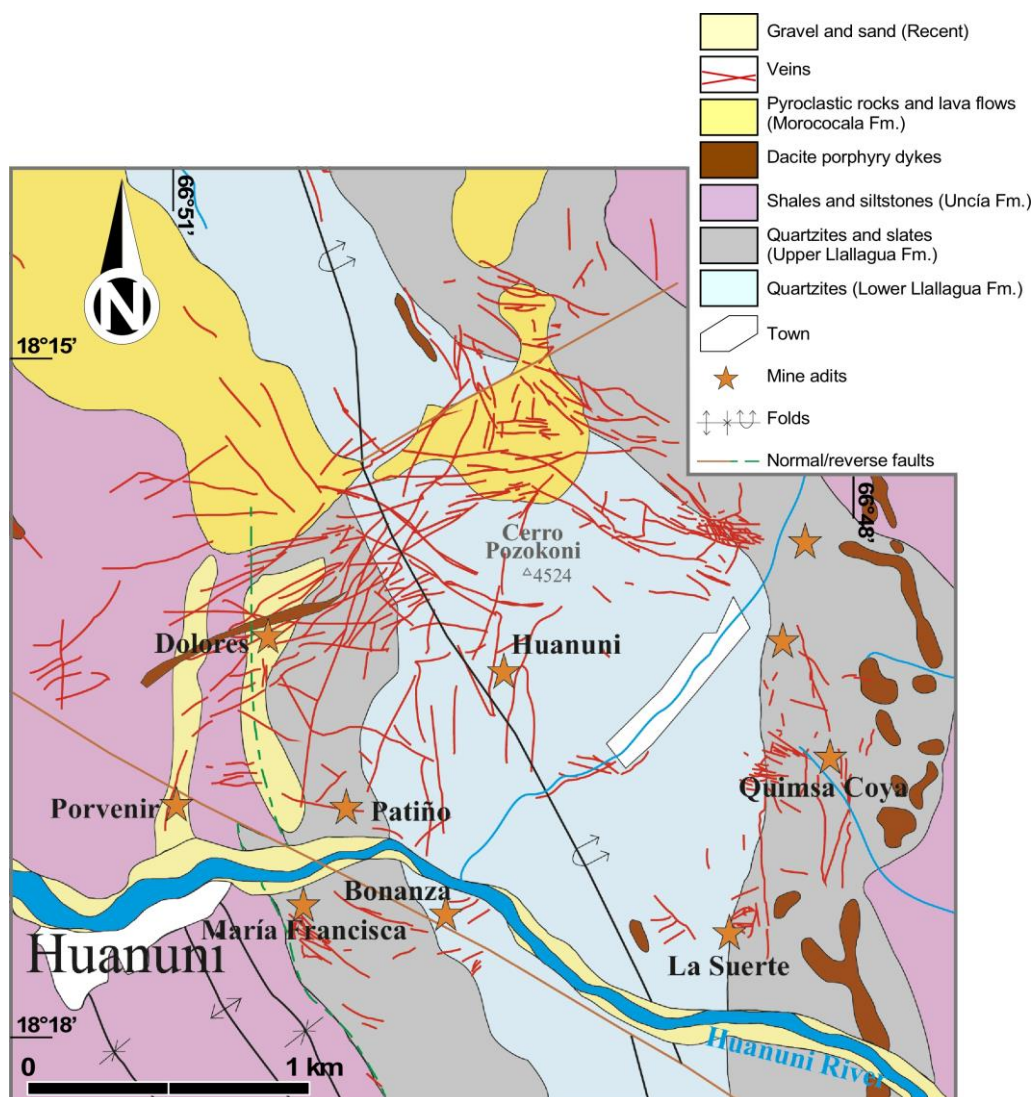 Gravel and sand (Recent)
Veins
Pyroclastic rocks and lava flows
(Morococala Fm.)
Dacite porphyry dykes
Shales and siltstones (Uncía Fm.)
Quartzites and slates
(Upper Llallagua Fm.)
Quartzites (Lower Llallagua Fm.)
Town
Mine adits
Folds
Normal/reverse faults
66°51'
N
18°15'
66°48'
Cerro
Pozokoni
4524
Dolores
Huanuni
Quimsa Coya
Porvenir
Patiño
Bonanza
María Francisca
Huanuni
La Suerte
18°18'
0 1 km
Huanuni River